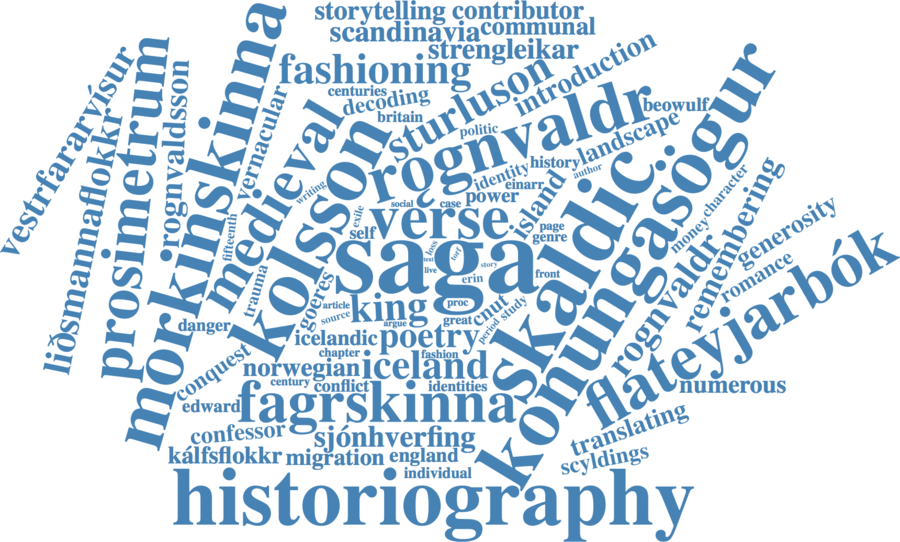 storytelling contributor
scandinavia
communal
strengleikar
fashioning
introduction
centuries
decoding
britain
sturluson
vestrfararvísur
liðsmannaflokkr
prosimetrum
rognvaldsson
morkinskinna
vernacular
medieval
kolsson
rǫgnvaldr
politic
beowulf
landscape
history
identity
einarr
author
power
island
writing
exile
social
case
verse
self
page
genre
skaldic
konungasögur
money
character
remembering
generosity
romance
fifteenth
trauma
goeres
saga
loss
text
torf
live
story
erin
front
proc
article
source
king
argue
great
cnut
period
study
rognvaldr
flateyjarbók
danger
icelandic
poetry
chapter
fashion
conquest
norwegian
iceland
century
conflict
identities
numerous
edward
fagrskinna
confessor
sjónhverfing
translating
kálfsflokkr
migration
england
scyldings
individual
historiography